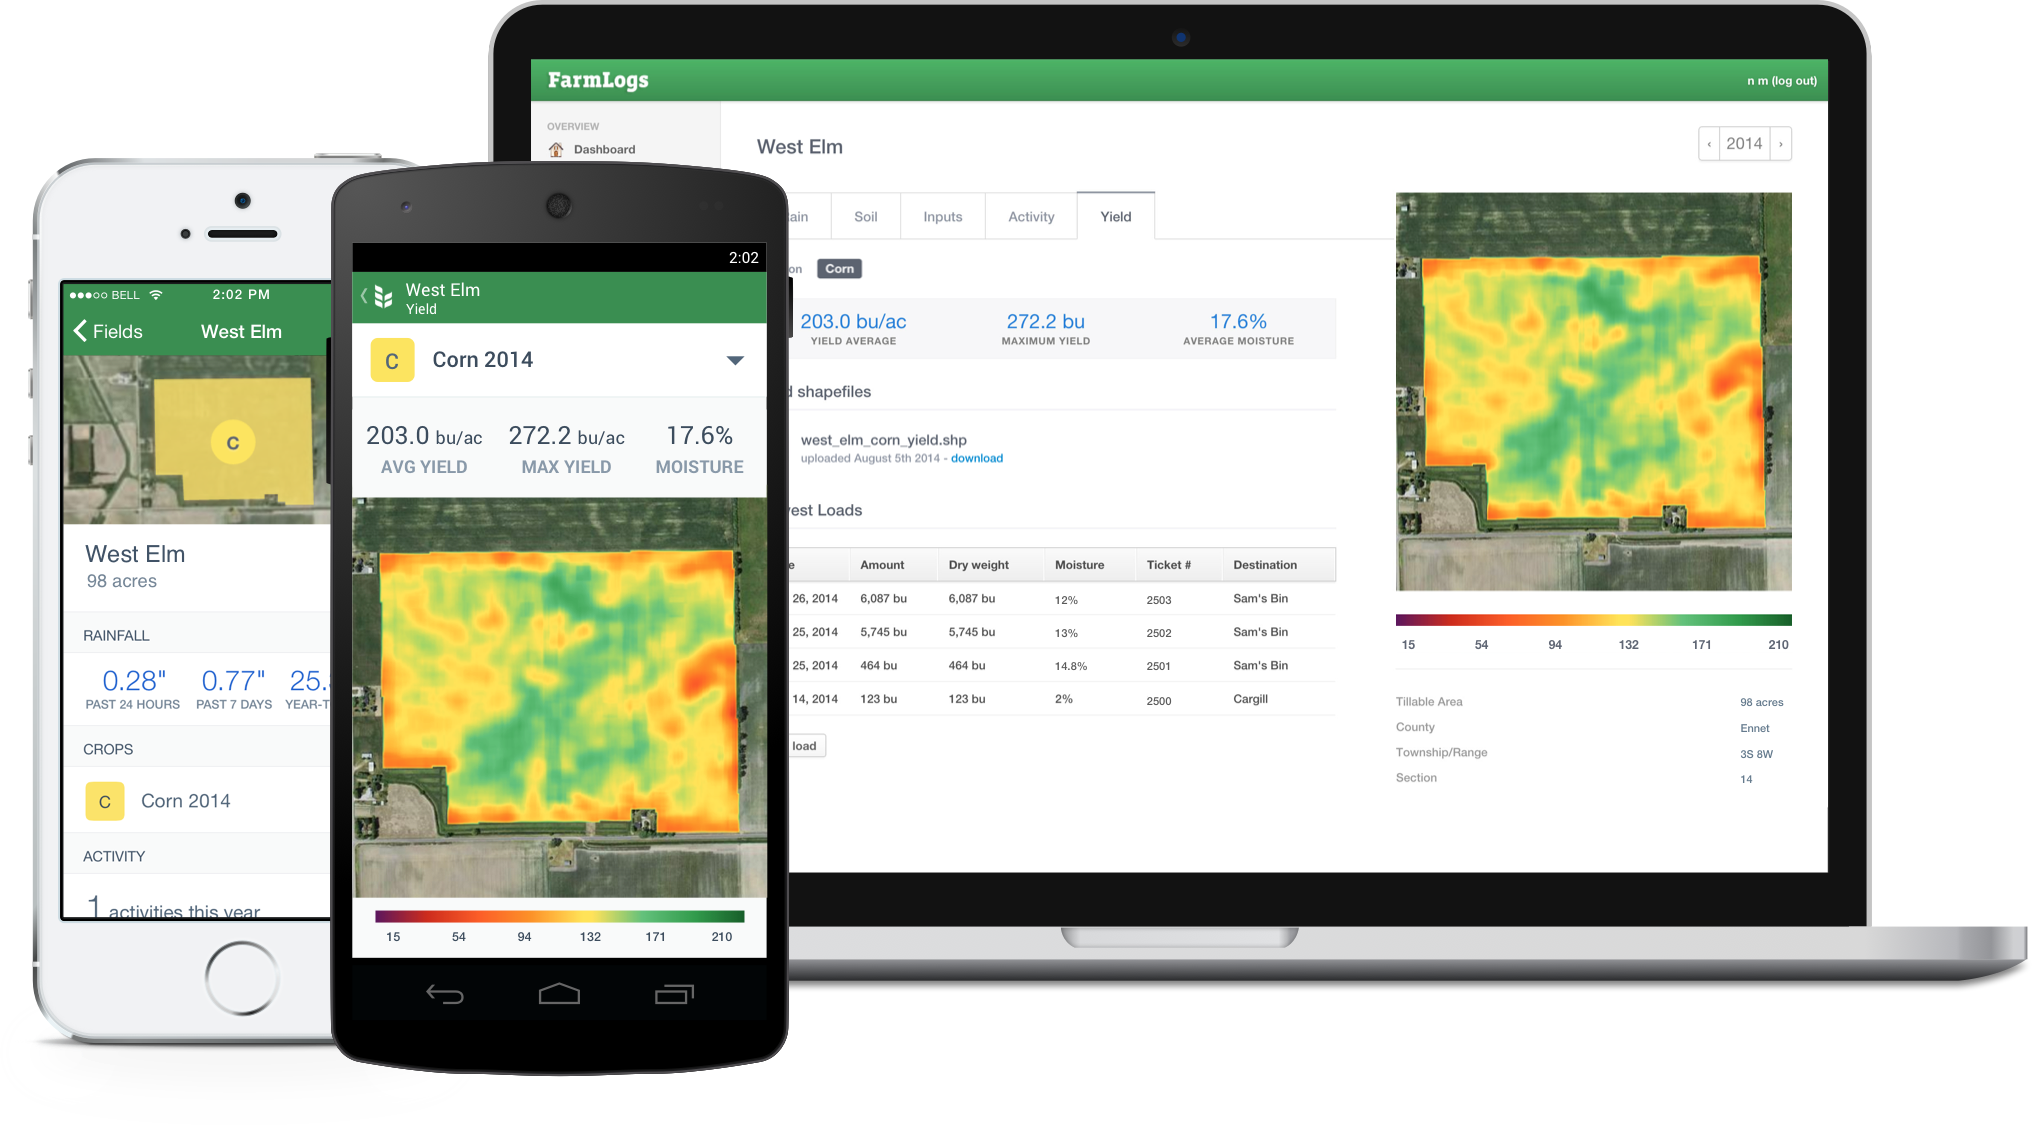 FarmLogs
n m (log out)
OVERVIEW
Dashboard
West Elm
‹ 2014 ›
ain Soil Inputs Activity Yield
on Corn
203.0 bu/ac 272.2 bu 17.6%
YIELD AVERAGE MAXIMUM YIELD AVERAGE MOISTURE
d shapefiles
west_elm_corn_yield.shp
uploaded August 5th 2014 - download
vest Loads
e Amount Dry weight Moisture Ticket # Destination
26, 2014 6,087 bu 6,087 bu 12% 2503 Sam's Bin
25, 2014 5,745 bu 5,745 bu 13% 2502 Sam's Bin
25, 2014 464 bu 464 bu 14.8% 2501 Sam's Bin
14, 2014 123 bu 123 bu 2% 2500 Cargill
load
15 54 94 132 171 210
Tillable Area 98 acres
County Ennet
Township/Range 3S 8W
Section 14
BELL 2:02 PM
Fields West Elm
C
West Elm
98 acres
RAINFALL
0.28" 0.77" 25.
PAST 24 HOURS PAST 7 DAYS YEAR-T
CROPS
C Corn 2014
ACTIVITY
1 activities this year
2:02
West Elm
Yield
C Corn 2014
203.0 bu/ac 272.2 bu/ac 17.6%
AVG YIELD MAX YIELD MOISTURE
15 54 94 132 171 210